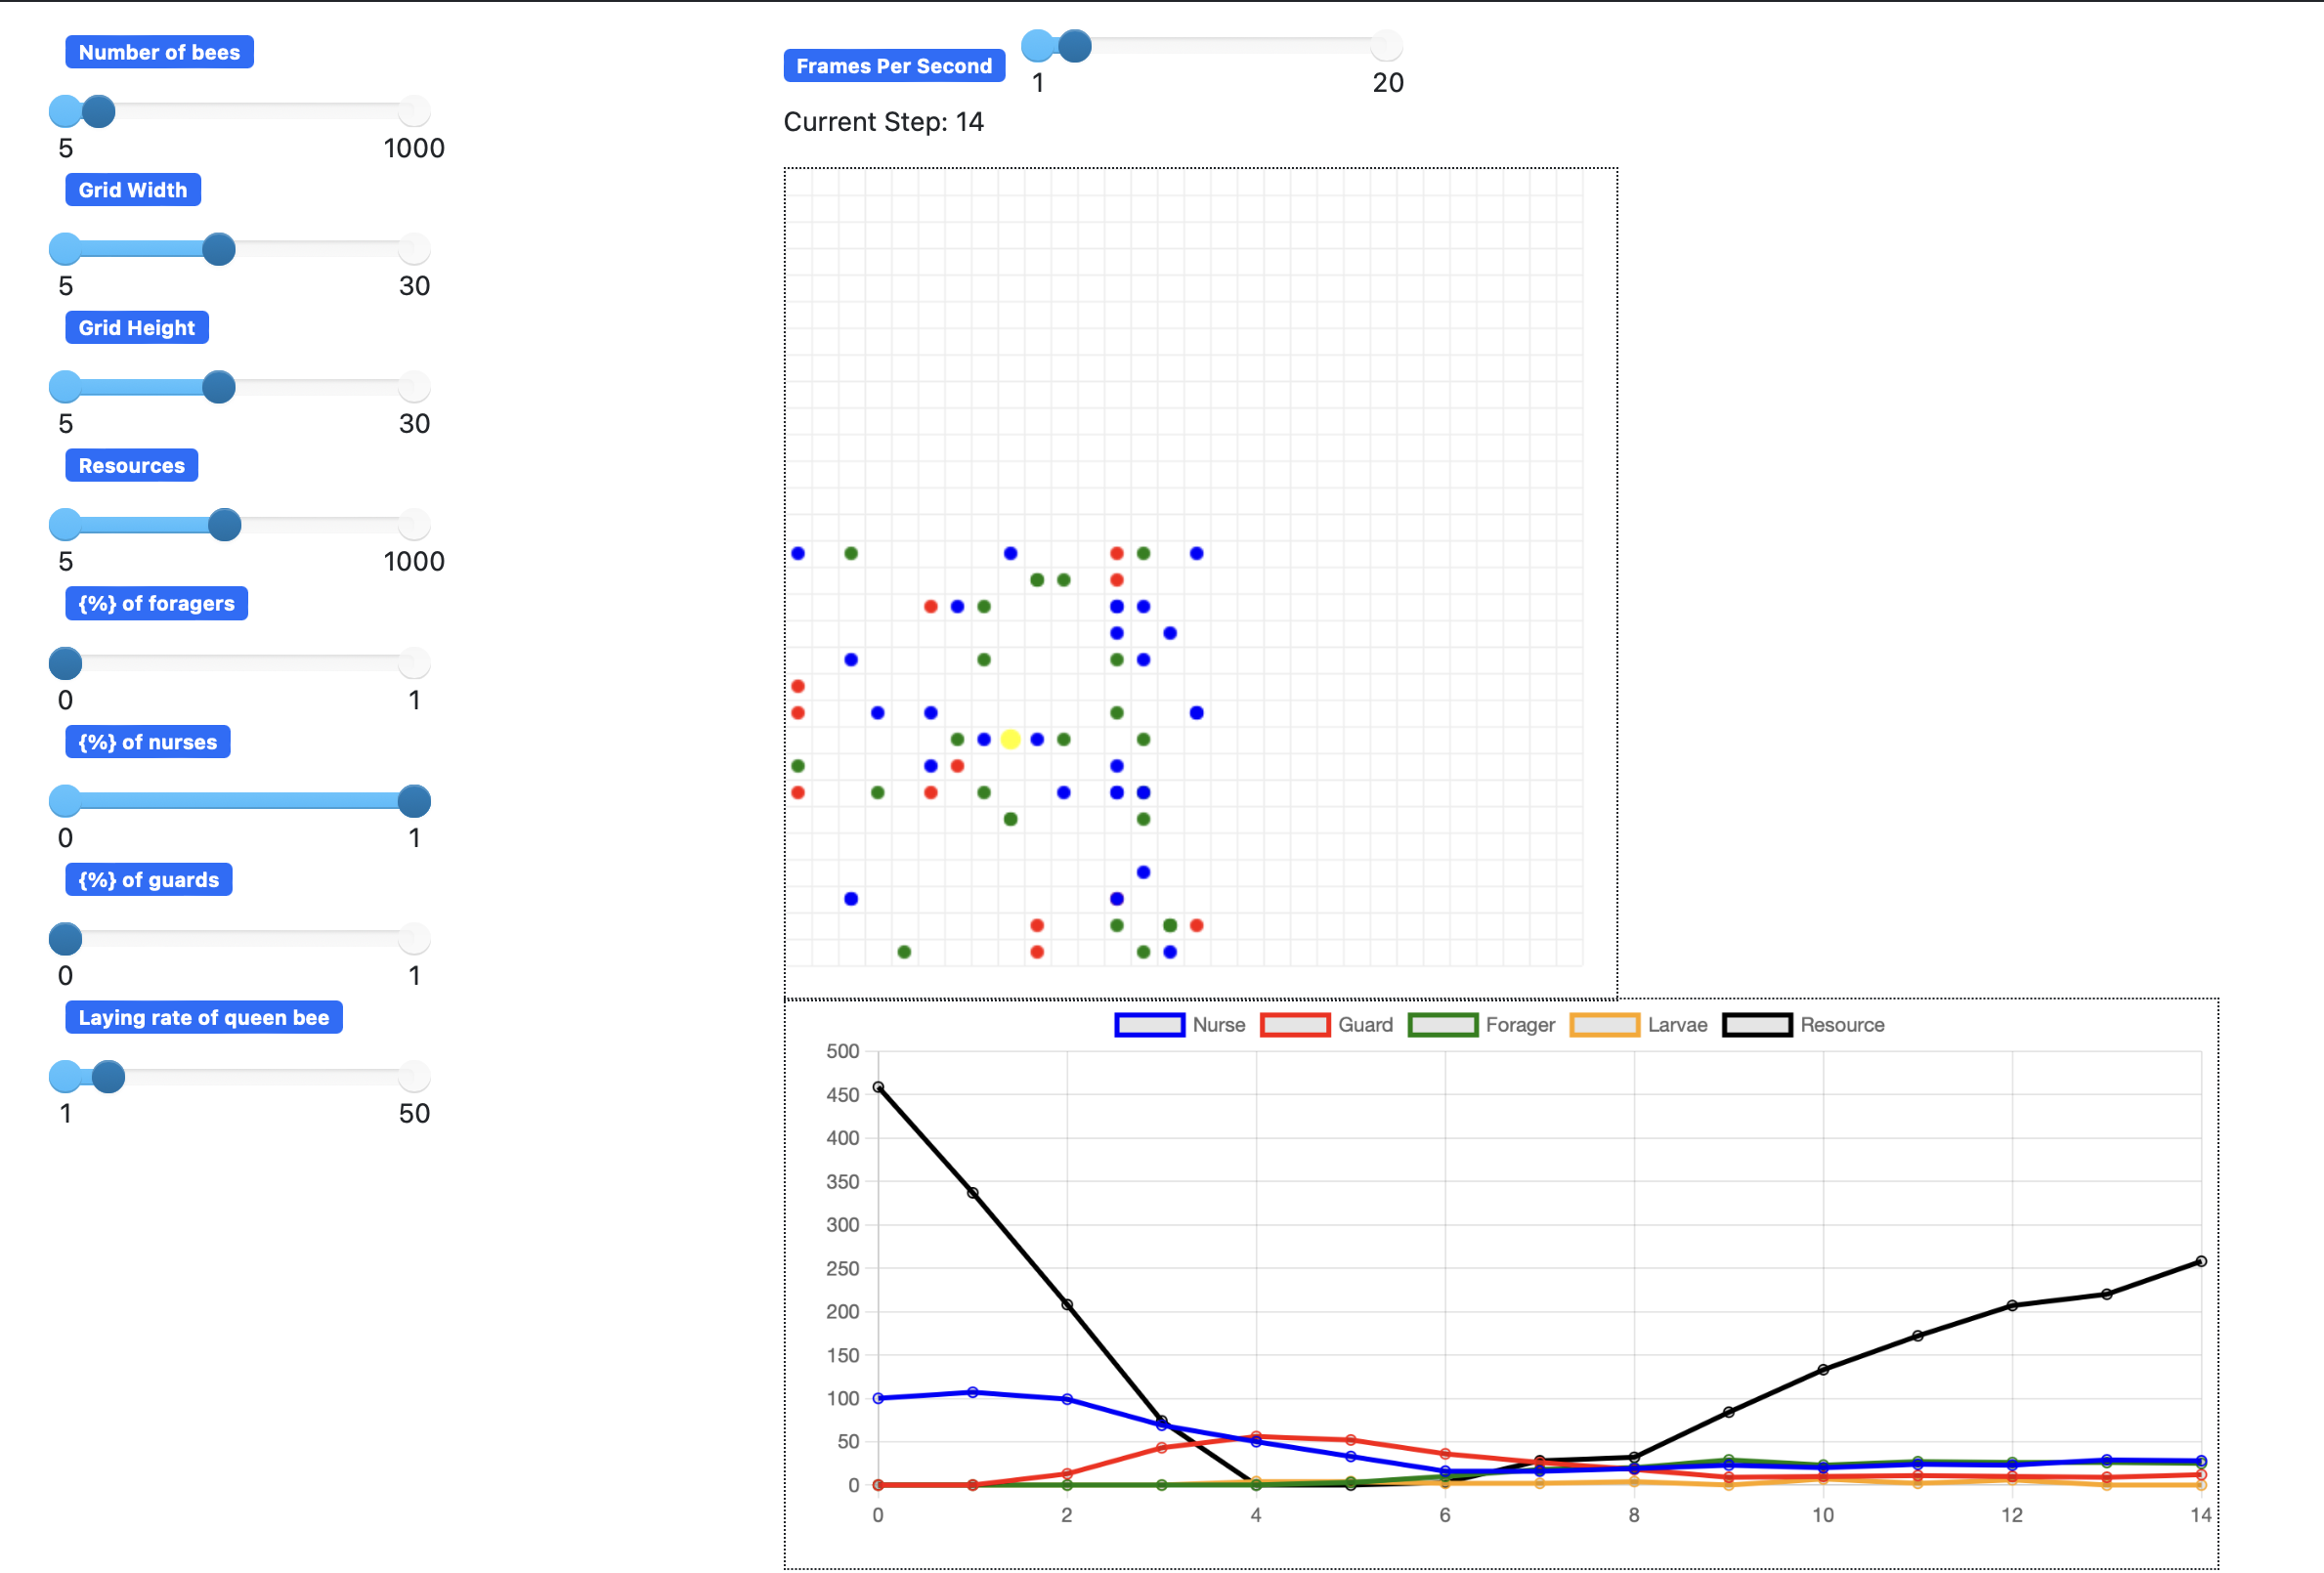 Number of bees
5 1000
Grid Width
5 30
Grid Height
5 30
Resources
5 1000
{%} of foragers
0 1
{%} of nurses
0 1
{%} of guards
0 1
Laying rate of queen bee
1 50
Frames Per Second
1 20
Current Step: 14
Nurse Guard Forager Larvae Resource
500
450
400
350
300
250
200
150
100
50
0
0 2 4 6 8 10 12 14